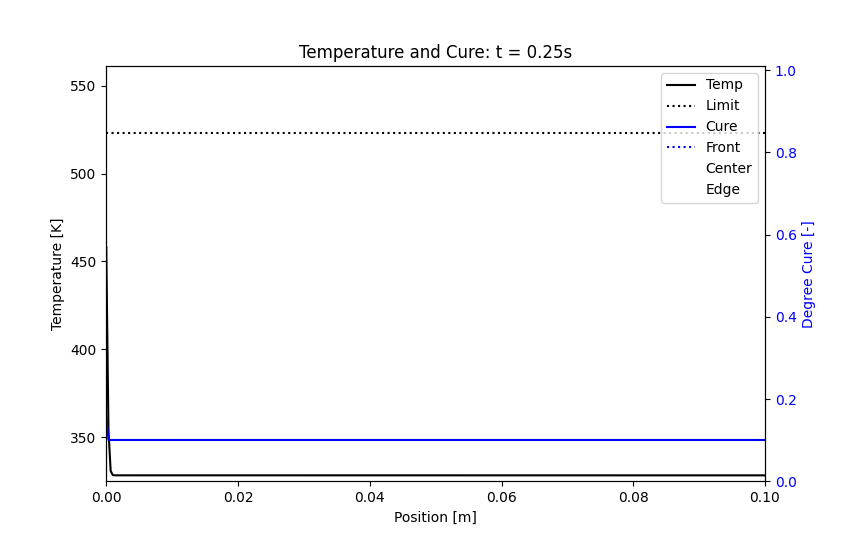 Temperature and Cure: t = 0.25s
Temp
Limit
Cure
Front
Center
Edge
550
500
450
400
350
Temperature [K]
1.0
0.8
0.6
0.4
0.2
0.0
Degree Cure [-]
0.00
0.02
0.04
0.06
0.08
0.10
Position [m]